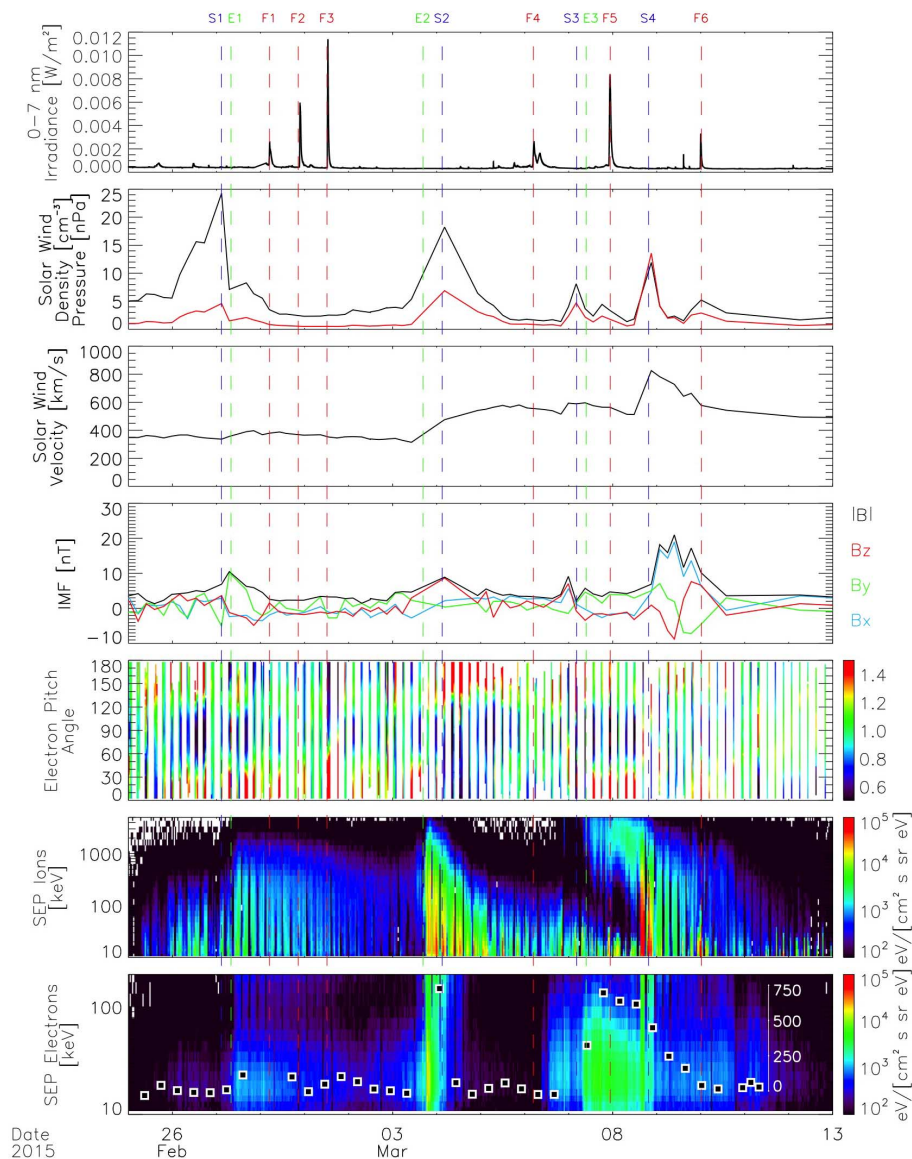 S1 E1 F1 F2 F3 E2 S2 F4 S3 E3 F5 S4 F6
0-7 nm
Irradiance [W/m²]
0.012
0.010
0.008
0.006
0.004
0.002
0.000
Solar Wind
Density [cm⁻³]
Pressure [nPa]
25
20
15
10
5
0
Solar Wind
Velocity [km/s]
1000
800
600
400
200
0
IMF [nT]
30
20
10
0
-10
|B|
Bz
By
Bx
Electron Pitch
Angle
180
150
120
90
60
30
0
1.4
1.2
1.0
0.8
0.6
SEP Ions
[keV]
1000
100
10
10⁵
10⁴
10³
10²
eV/[cm² s sr eV]
SEP Electrons
[keV]
100
10
750
500
250
0
10⁵
10⁴
10³
10²
eV/[cm² s sr eV]
Date 26 03 08 13
2015 Feb Mar